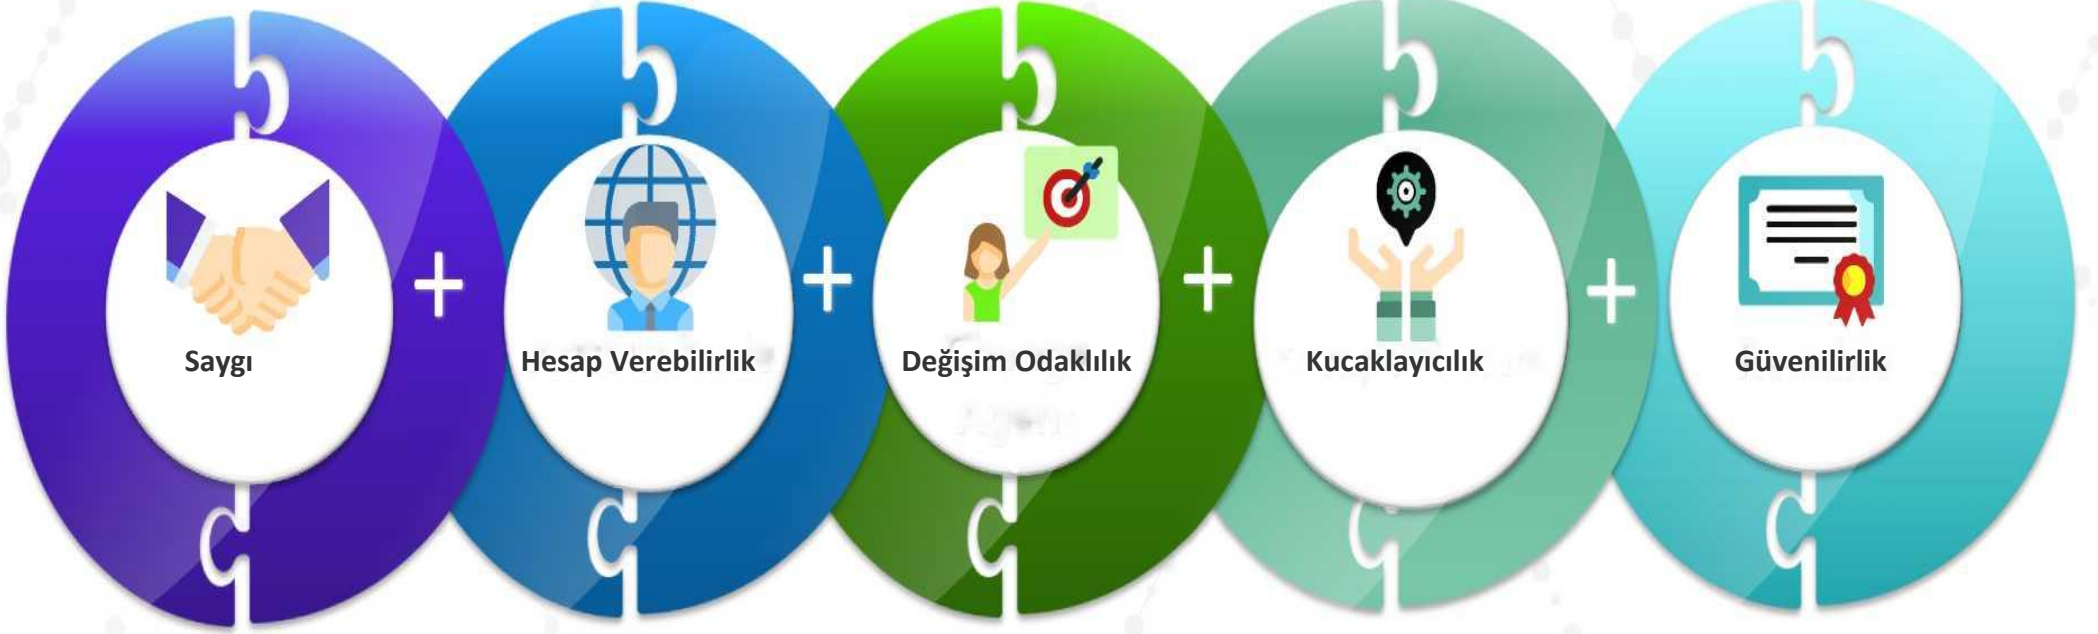 Saygı
Hesap Verebilirlik
Değişim Odaklılık
Kucaklayıcılık
Güvenilirlik